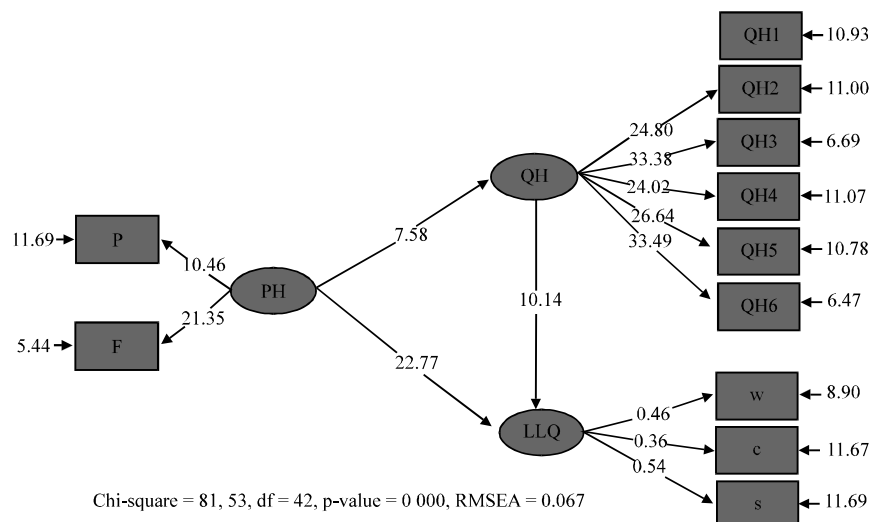 QH1 10.93
QH2 11.00
24.80
QH3 6.69
33.38
QH
24.02 QH4 11.07
26.64
11.69 P 7.58 33.49 QH5 10.78
10.46
PH 10.14 QH6 6.47
21.35
5.44 F
22.77
w 8.90
0.46
LLQ 0.36 c 11.67
0.54
Chi-square = 81, 53, df = 42, p-value = 0 000, RMSEA = 0.067 s 11.69